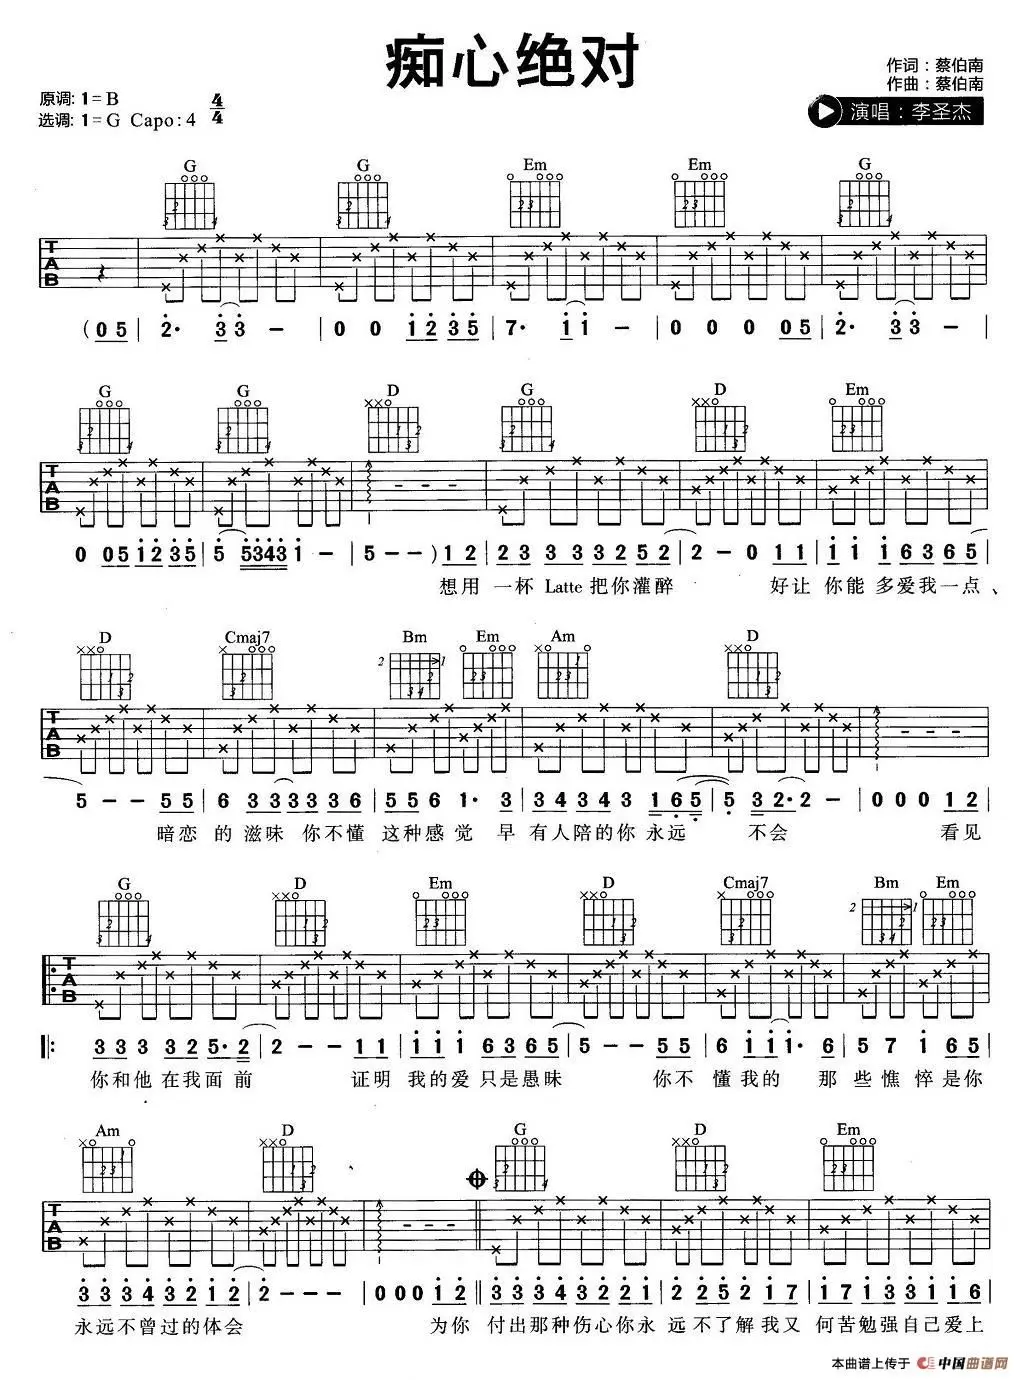 痴心绝对
作词：蔡伯南
作曲：蔡伯南
演唱：李圣杰
原调: 1=B 4/4
选调: 1=G Capo: 4
G G Em Em G
TAB
(0 5 | 2· 3 3 - | 0 0 1 2 3 5 | 7· 1 1 - | 0 0 0 0 5 | 2· 3 3 - |
G G D G D Em
TAB
0 0 5 1 2 3 5 | 5 5 3 4 3 1 - | 5 - - ) 1 2 | 2 3 3 3 3 2 5 2 | 2 - 0 1 1 | 1 1 1 6 3 6 5 |
想用 一杯 Latte 把你灌醉 好让 你能 多爱我一点、
D Cmaj7 Bm Em Am D
2 1
TAB
5 - - 5 5 | 6 3 3 3 3 3 6 | 5 5 6 1· 3 | 3 4 3 4 3 1 6 5 | 5 3 2· 2 - | 0 0 0 1 2 |
暗恋 的 滋味 你不懂 这种感觉 早 有人陪的你 永远 不会 看见
G D Em D Cmaj7 Bm Em
2 1
TAB
‖: 3 3 3 3 2 5· 2 | 2 - - 1 1 | 1 1 1 6 3 6 5 | 5 - - 5 5 | 6 1 1 1· 6 | 5 7 1 6 5 5 |
你和他 在我面 前 证明 我的爱 只是愚昧 你不 懂我的 那 些憔 悴是你
Am D G D Em
TAB
3 3 3 4 3 2 1 2 | 2 - - - | 0 0 0 1 2 ‖ 3 3 3 4 3 2 5 1 | 2 2 5 2 1 7 | 1 7 1 3 1 1 6 |
永远不曾过的体会 为你 付出那种伤心你永 远不了解我又 何苦勉强自己爱上
本曲谱上传于 中国曲谱网